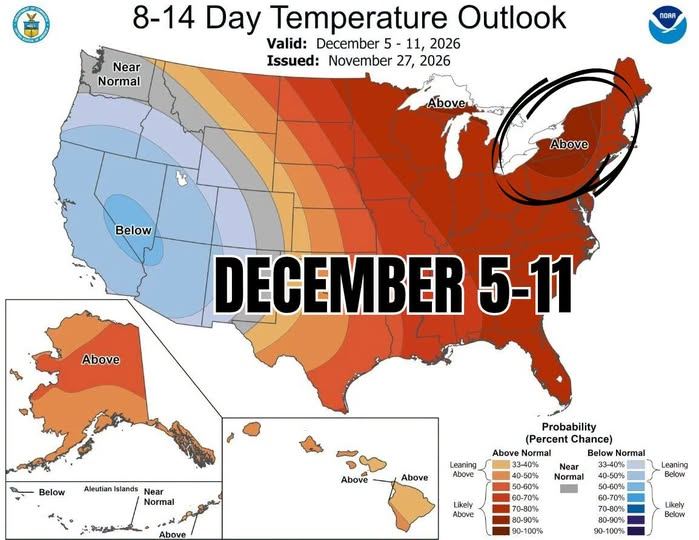 8-14 Day Temperature Outlook
Valid: December 5 - 11, 2026
Issued: November 27, 2026
NOAA
Near
Normal
Above
Above
Below
DECEMBER 5-11
Above
Above
Above
Below
Aleutian Islands
Near
Normal
Above
Probability
(Percent Chance)
Above Normal
Below Normal
Leaning
Above
33-40%
40-50%
Likely
Above
50-60%
60-70%
70-80%
80-90%
90-100%
Near
Normal
33-40%
40-50%
Leaning
Below
50-60%
60-70%
70-80%
80-90%
90-100%
Likely
Below